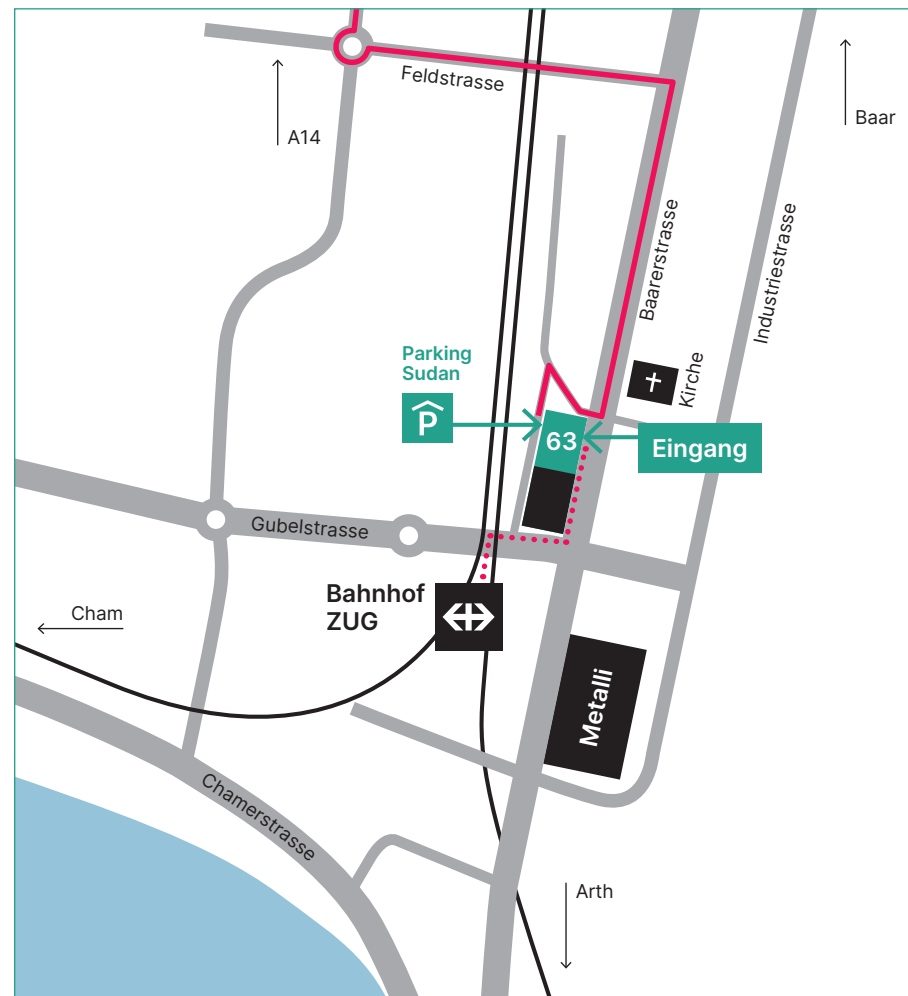 Feldstrasse
A14
Baar
Baarerstrasse
Industriestrasse
Parking
Sudan
P
Kirche
63
Eingang
Gubelstrasse
Bahnhof
ZUG
Cham
Metalli
Chamerstrasse
Arth